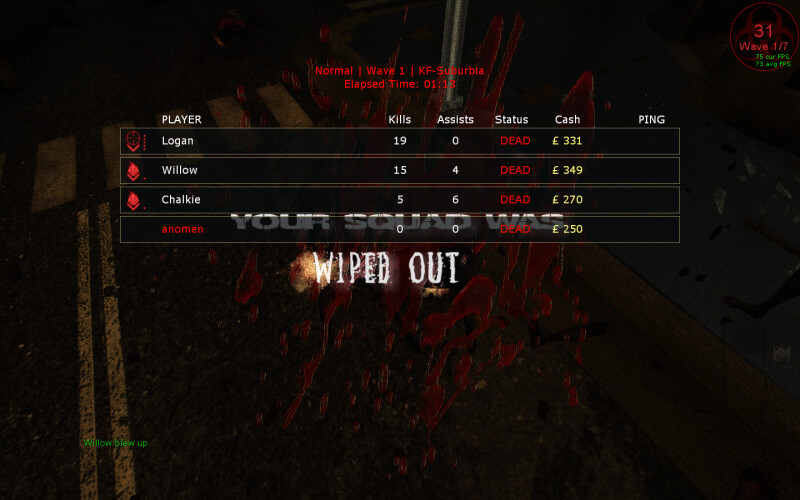 31
Wave 1/7
75 cur FPS
73 avg FPS
Normal | Wave 1 | KF-Suburbia
Elapsed Time: 01:13
PLAYER Kills Assists Status Cash PING
Logan 19 0 DEAD £ 331
Willow 15 4 DEAD £ 349
Chalkie 5 6 DEAD £ 270
YOUR SQUAD WAS
anomen 0 0 DEAD £ 250
WIPED OUT
Willow blew up